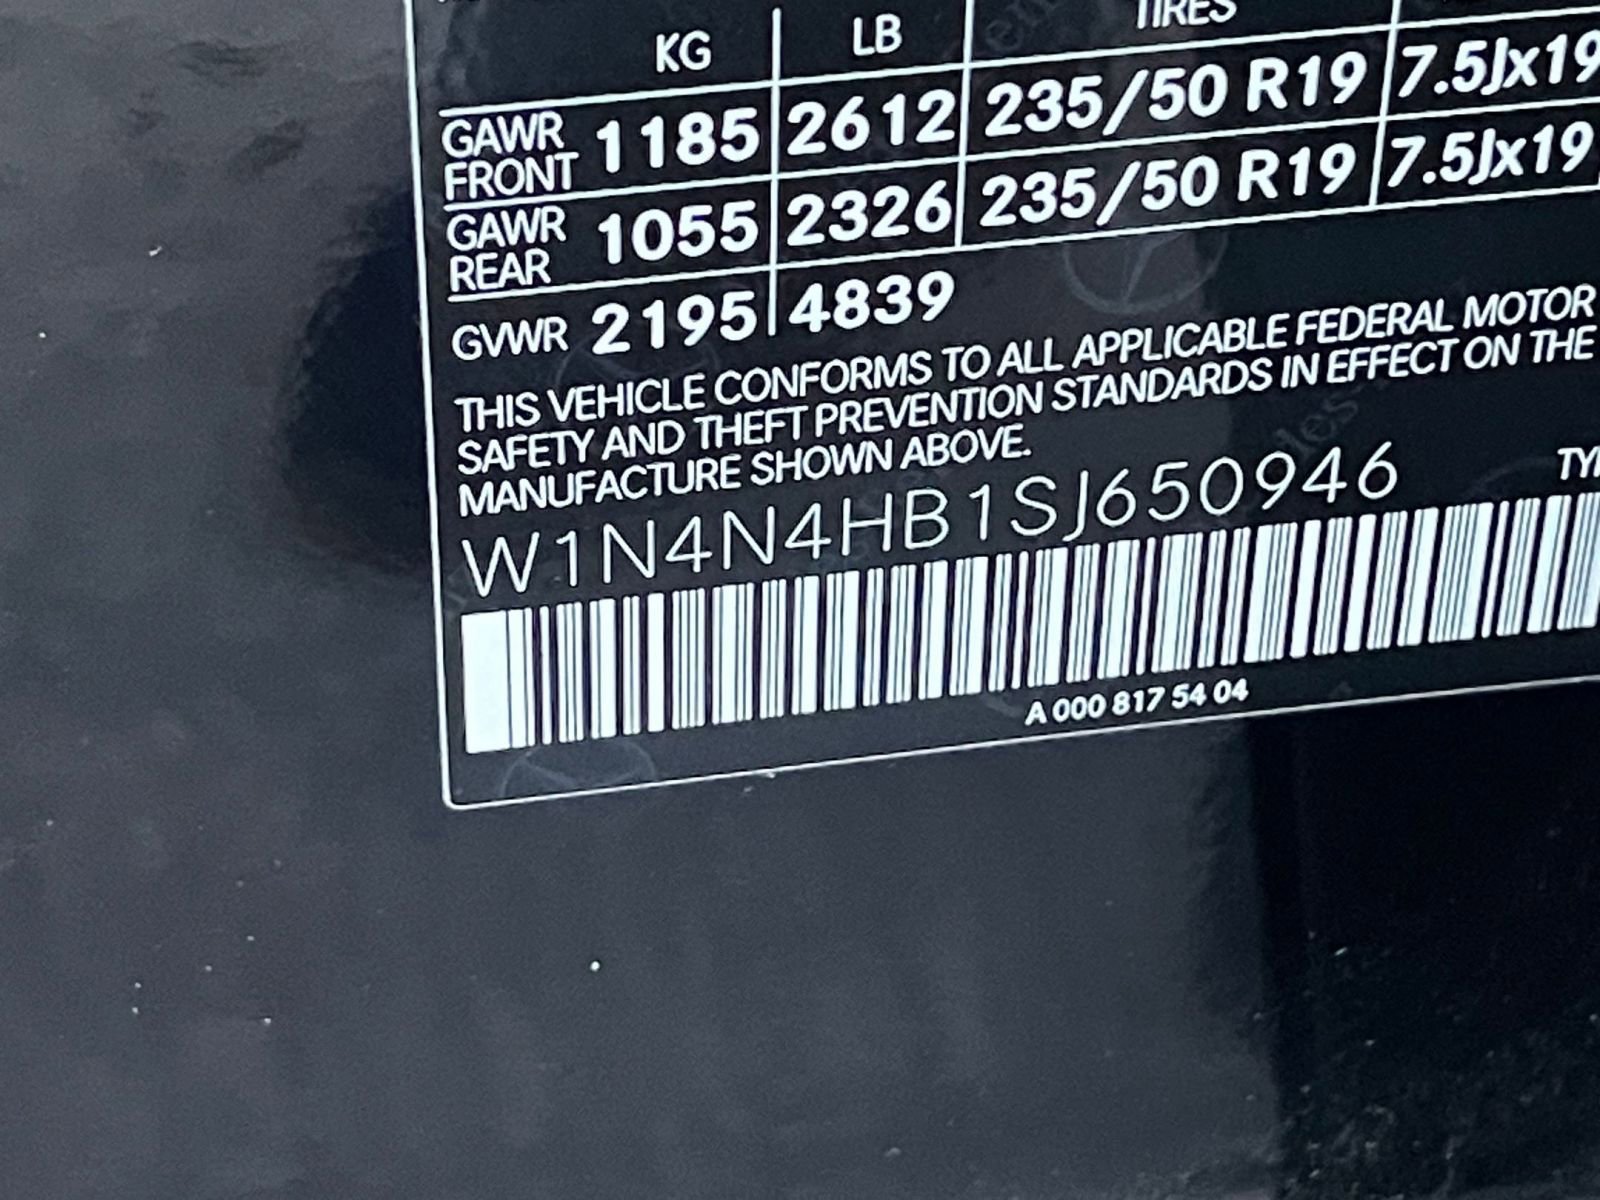 KG LB TIRES
GAWR FRONT 1185 2612 235/50 R19 7.5Jx19
GAWR REAR 1055 2326 235/50 R19 7.5Jx19
GVWR 2195 4839
THIS VEHICLE CONFORMS TO ALL APPLICABLE FEDERAL MOTOR
SAFETY AND THEFT PREVENTION STANDARDS IN EFFECT ON THE
MANUFACTURE SHOWN ABOVE.
W1N4N4HB1SJ650946
A 000 817 54 04